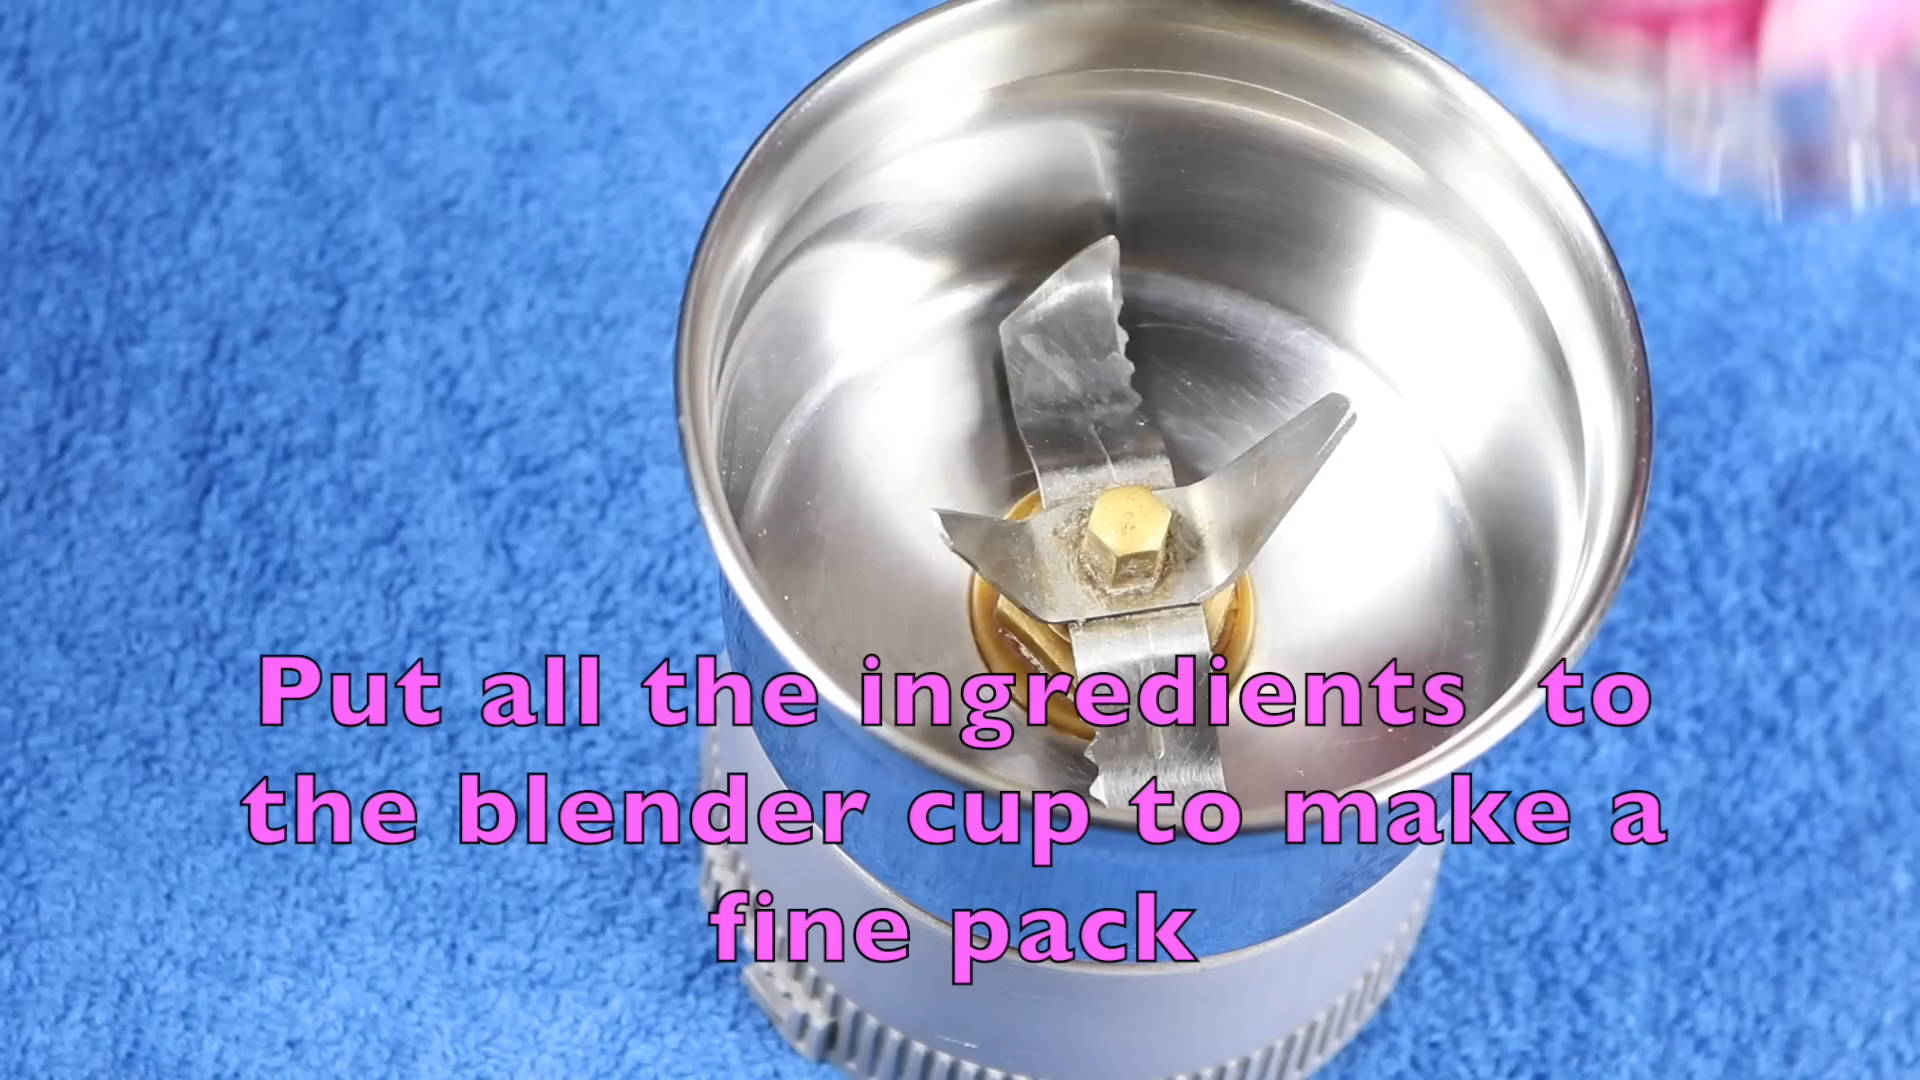 Put all the ingredients  to
the blender cup to make a
fine pack